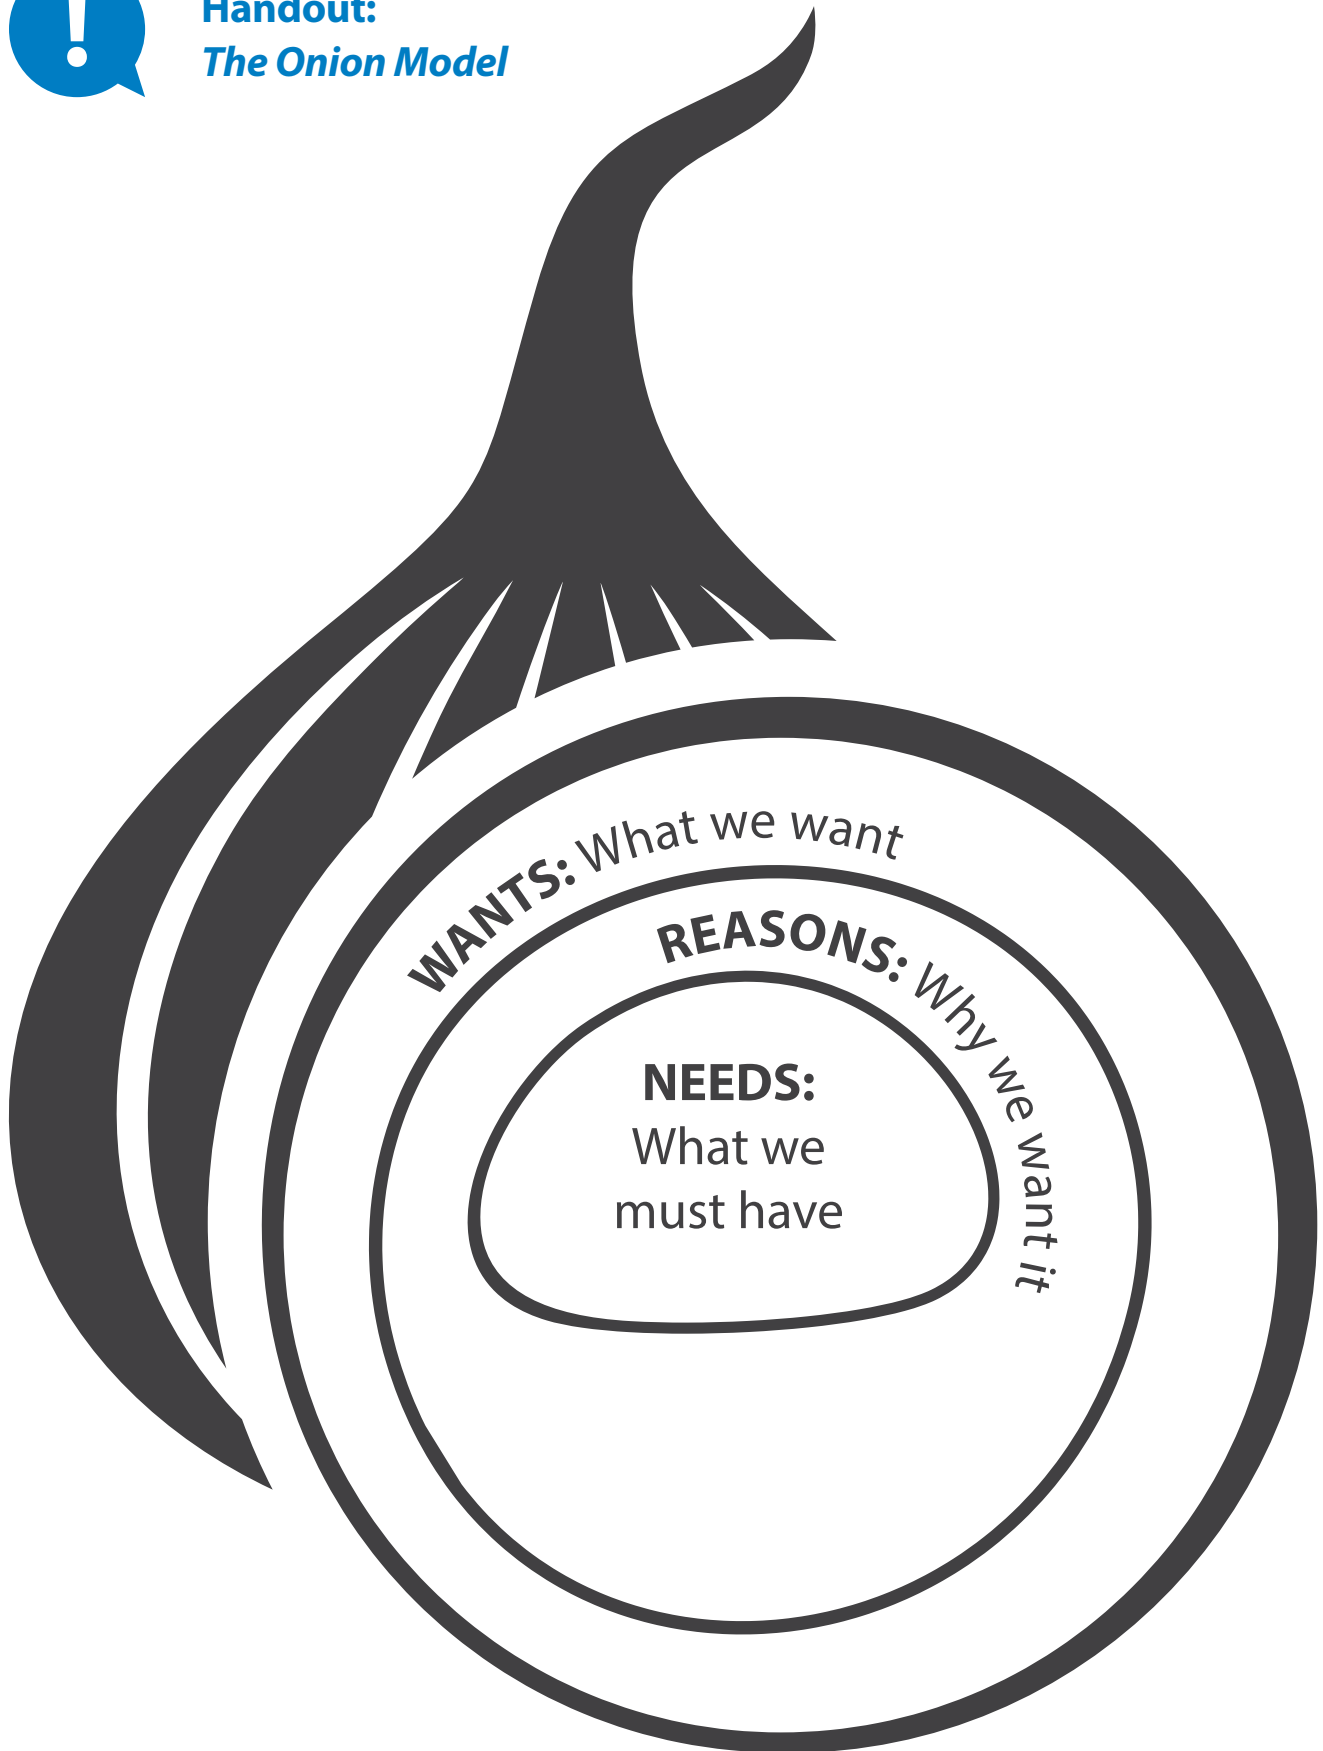 Handout:
The Onion Model
WANTS: What we want
REASONS: Why we want it
NEEDS:
What we
must have